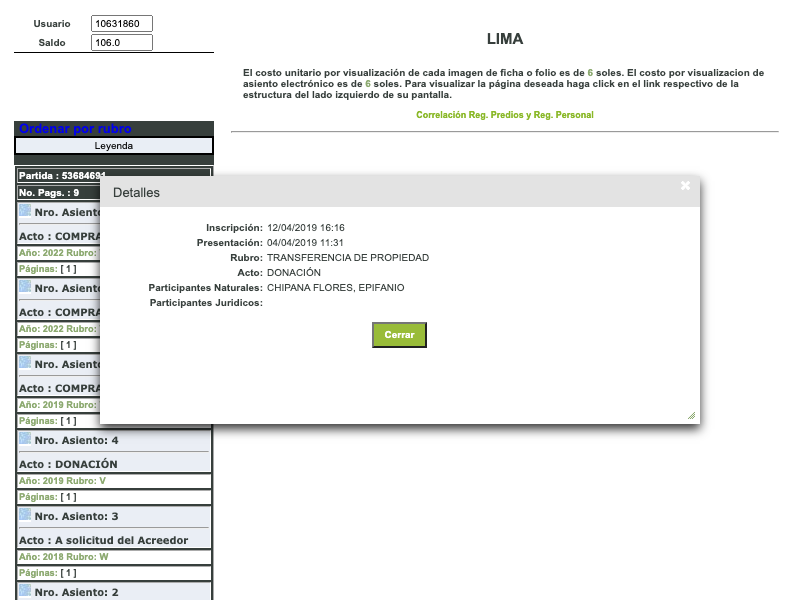 Usuario 10631860
Saldo 106.0
LIMA
El costo unitario por visualización de cada imagen de ficha o folio es de 6 soles. El costo por visualizacion de
asiento electrónico es de 6 soles. Para visualizar la página deseada haga click en el link respectivo de la
estructura del lado izquierdo de su pantalla.
Correlación Reg. Predios y Reg. Personal
Ordenar por rubro
Leyenda
Partida : 53684691
No. Pags. : 9
Nro. Asiento
Acto : COMPRA
Año: 2022 Rubro:
Páginas: [ 1 ]
Nro. Asiento
Acto : COMPRA
Año: 2022 Rubro:
Páginas: [ 1 ]
Nro. Asiento
Acto : COMPRA
Año: 2019 Rubro:
Páginas: [ 1 ]
Nro. Asiento: 4
Acto : DONACIÓN
Año: 2019 Rubro: V
Páginas: [ 1 ]
Nro. Asiento: 3
Acto : A solicitud del Acreedor
Año: 2018 Rubro: W
Páginas: [ 1 ]
Nro. Asiento: 2
Detalles
Inscripción: 12/04/2019 16:16
Presentación: 04/04/2019 11:31
Rubro: TRANSFERENCIA DE PROPIEDAD
Acto: DONACIÓN
Participantes Naturales: CHIPANA FLORES, EPIFANIO
Participantes Juridicos:
Cerrar